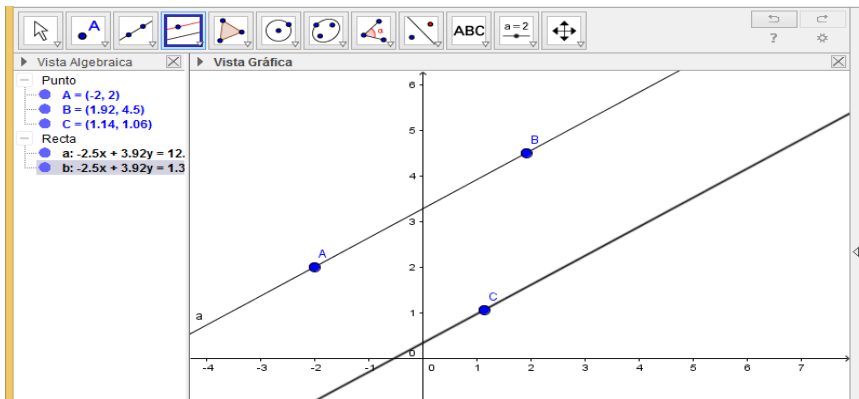 A α ABC a=2 ?
Vista Algebraica Vista Gráfica
Punto
A = (-2, 2)
B = (1.92, 4.5)
C = (1.14, 1.06)
Recta
a: -2.5x + 3.92y = 12.
b: -2.5x + 3.92y = 1.3
6
5
B
4
3
A
2
C
a
1
0
-4 -3 -2 -1 0 1 2 3 4 5 6 7